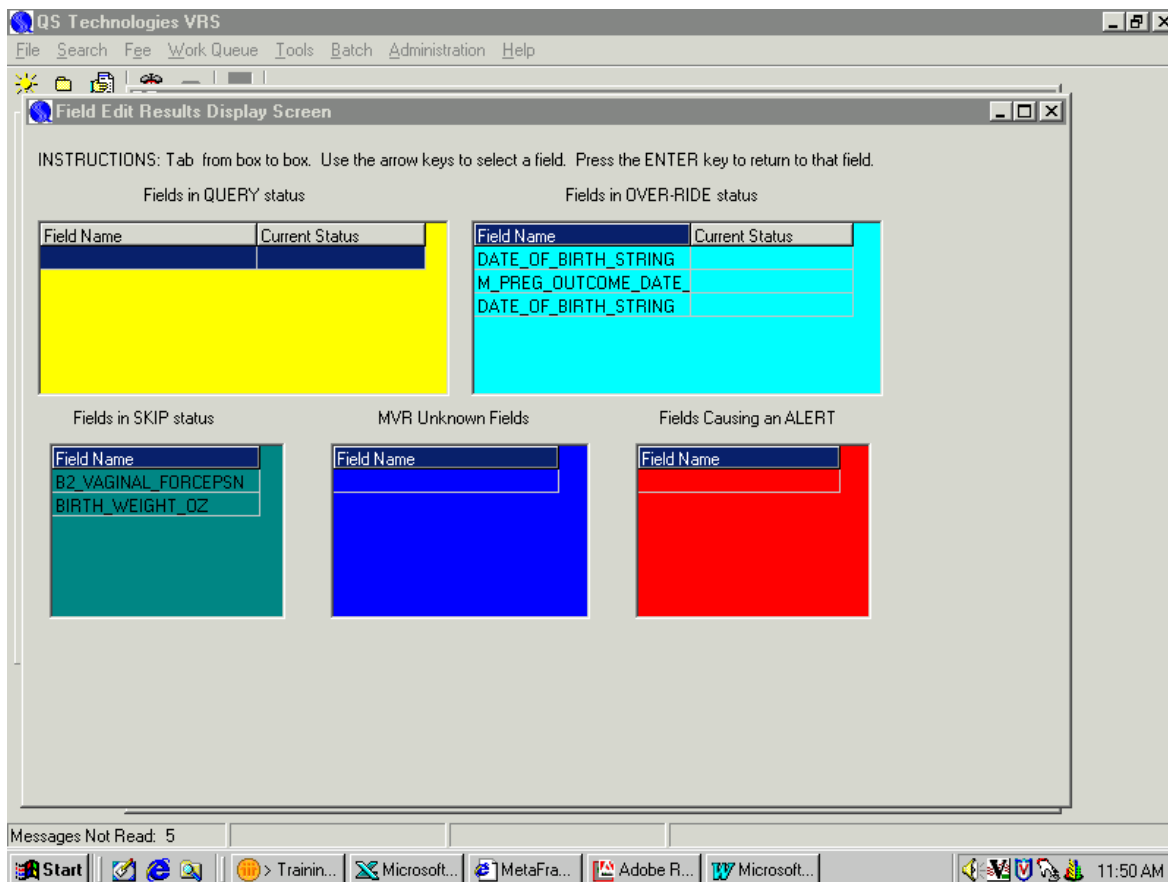 QS Technologies VRS
File Search Fee Work Queue Tools Batch Administration Help
Field Edit Results Display Screen
INSTRUCTIONS: Tab from box to box. Use the arrow keys to select a field. Press the ENTER key to return to that field.
Fields in QUERY status
Field Name Current Status
Fields in OVER-RIDE status
Field Name Current Status
DATE_OF_BIRTH_STRING
M_PREG_OUTCOME_DATE_
DATE_OF_BIRTH_STRING
Fields in SKIP status
Field Name
B2_VAGINAL_FORCEPSN
BIRTH_WEIGHT_OZ
MVR Unknown Fields
Field Name
Fields Causing an ALERT
Field Name
Messages Not Read: 5
Start > Trainin... Microsoft... MetaFra... Adobe R... Microsoft... 11:50 AM